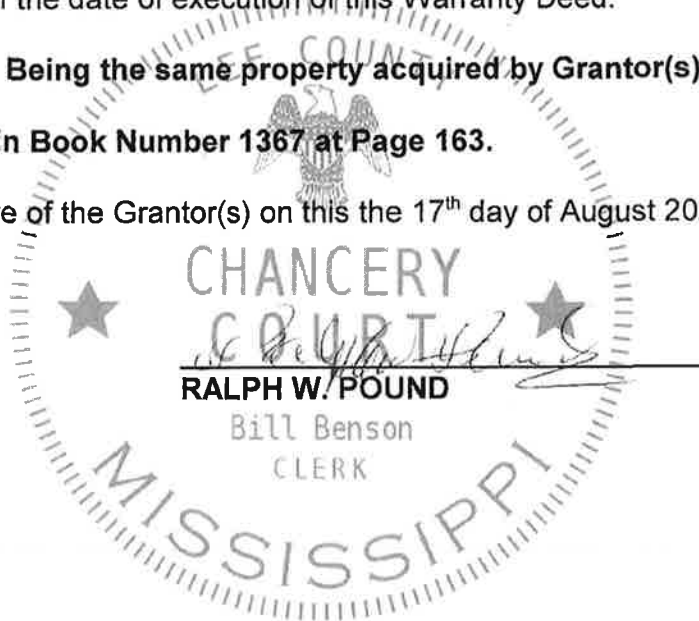 the date of execution of this Warranty Deed.
LEE COUNTY
Being the same property acquired by Grantor(s)
n Book Number 1367 at Page 163.
e of the Grantor(s) on this the 17th day of August 20
CHANCERY
COURT
RALPH W. POUND
Bill Benson
CLERK
MISSISSIPPI